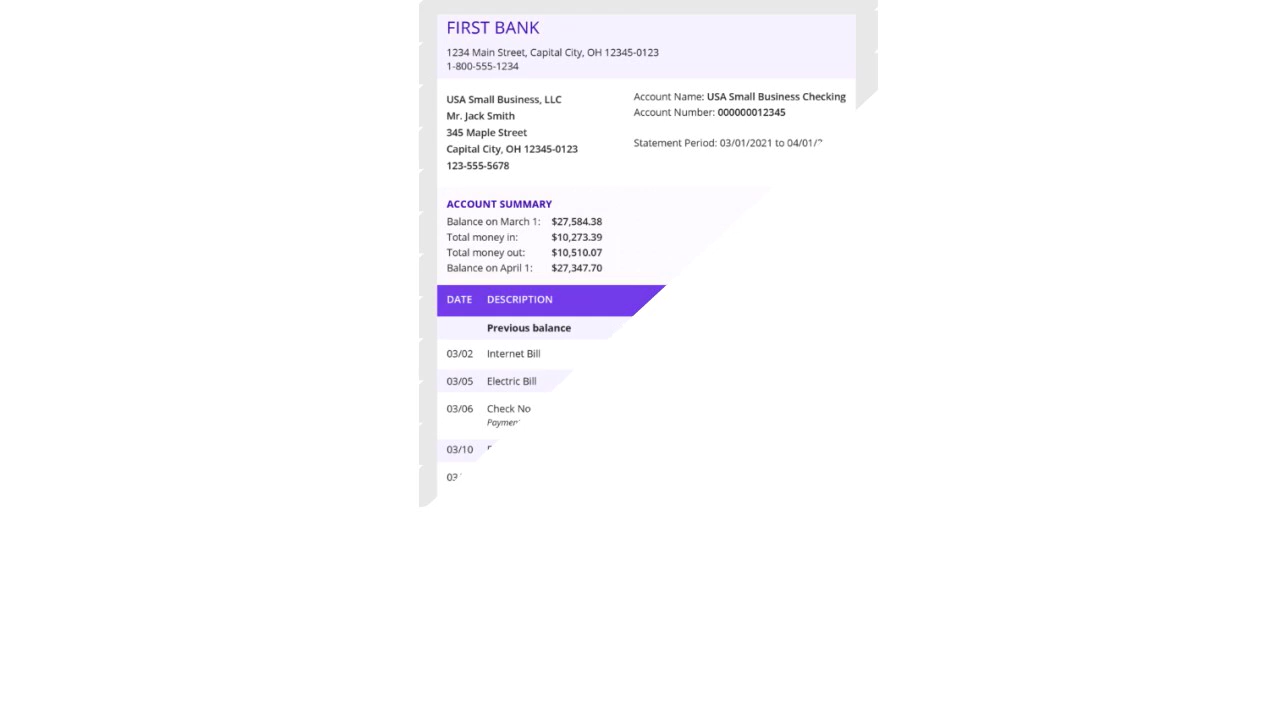 FIRST BANK
1234 Main Street, Capital City, OH 12345-0123
1-800-555-1234
USA Small Business, LLC
Mr. Jack Smith
345 Maple Street
Capital City, OH 12345-0123
123-555-5678
Account Name: USA Small Business Checking
Account Number: 000000012345
Statement Period: 03/01/2021 to 04/01/
ACCOUNT SUMMARY
Balance on March 1: $27,584.38
Total money in: $10,273.39
Total money out: $10,510.07
Balance on April 1: $27,347.70
DATE DESCRIPTION
Previous balance
03/02 Internet Bill
03/05 Electric Bill
03/06 Check No
03/10